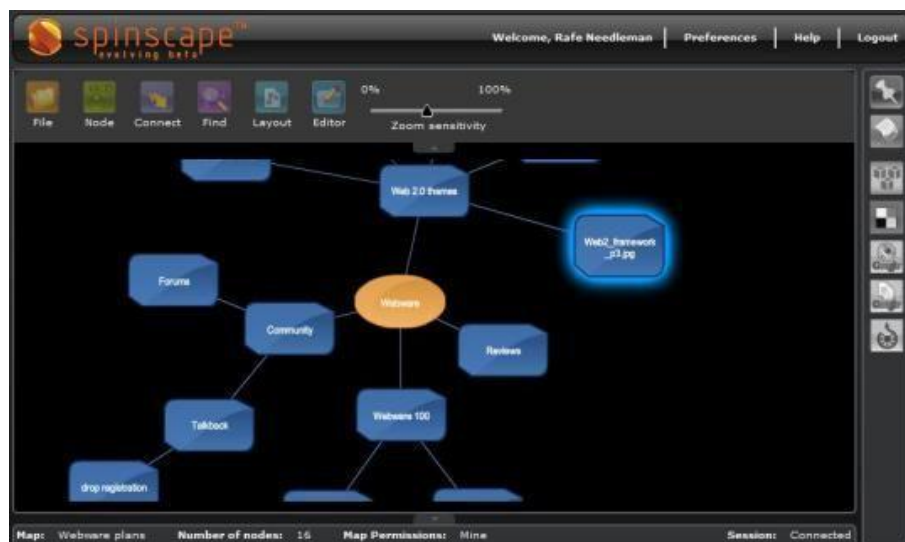 spinscape™
evolving beta
Welcome, Rafe Needleman | Preferences | Help | Logout
0% 100%
File Node Connect Find Layout Editor Zoom sensitivity
Web 2.0 themes
Web2_framework
_p3.jpg
Forums
Webware
Community
Reviews
Webware 100
Talkback
drop registration
Map: Webware plans Number of nodes: 16 Map Permissions: Mine Session: Connected